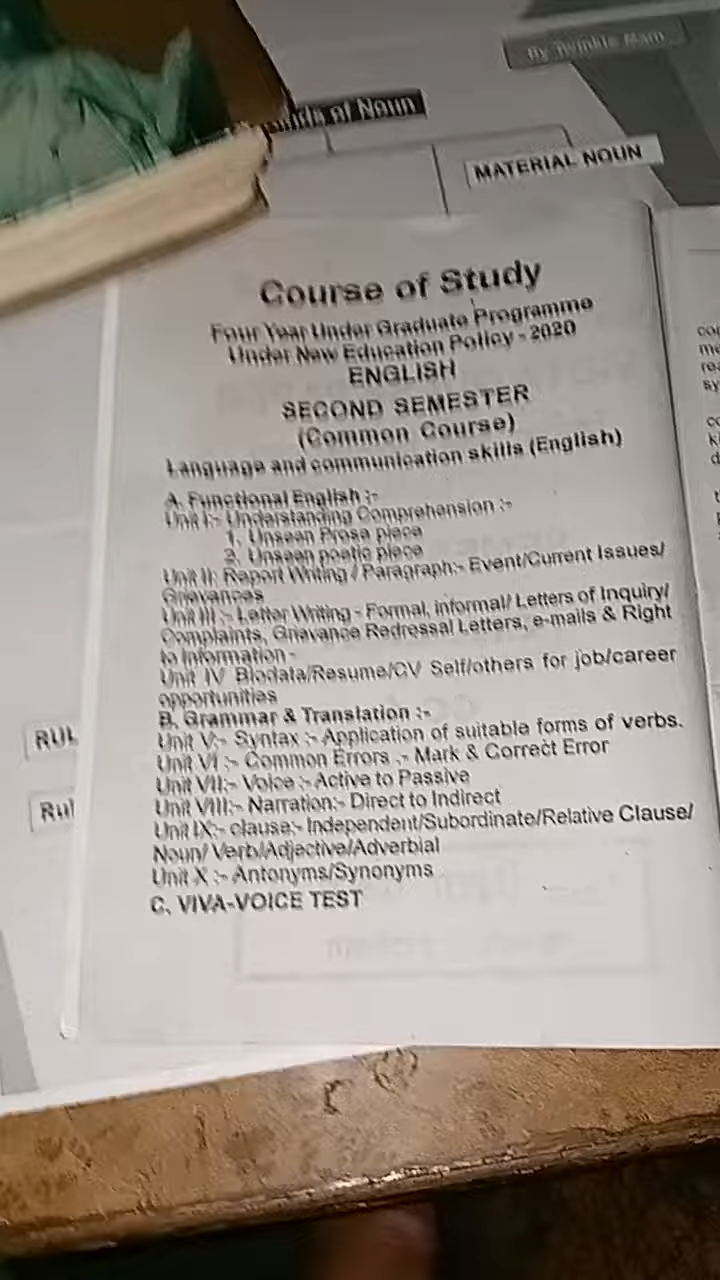 By Twinkle Mam
Kinds of Noun
MATERIAL NOUN
Course of Study
Four Year Under Graduate Programme
Under New Education Policy - 2020
ENGLISH
SECOND SEMESTER
(Common Course)
Language and communication skills (English)
A. Functional English :-
Unit I:- Understanding Comprehension :-
1. Unseen Prose piece
2. Unseen poetic piece
Unit II: Report Writing / Paragraph:- Event/Current Issues/
Grievances
Unit III :- Letter Writing - Formal, informal/ Letters of Inquiry/
Complaints, Grievance Redressal Letters, e-mails & Right
to Information -
Unit IV Biodata/Resume/CV Self/others for job/career
opportunities
B. Grammar & Translation :-
Unit V:- Syntax :- Application of suitable forms of verbs.
Unit VI :- Common Errors .- Mark & Correct Error
Unit VII:- Voice :- Active to Passive
Unit VIII:- Narration:- Direct to Indirect
Unit IX:- clause:- Independent/Subordinate/Relative Clause/
Noun/ Verb/Adjective/Adverbial
Unit X :- Antonyms/Synonyms
C. VIVA-VOICE TEST
RUL
Rul